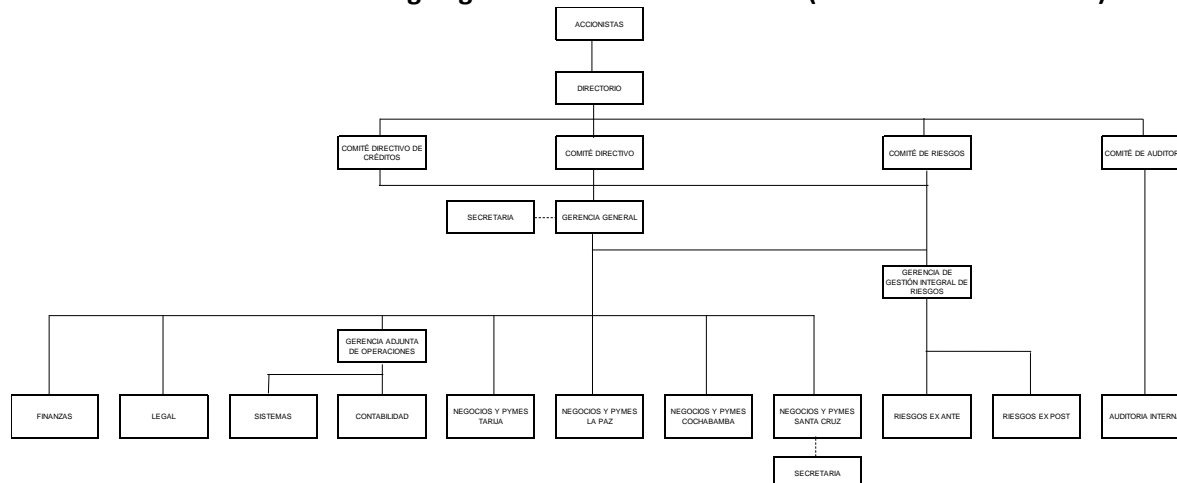 ACCIONISTAS
DIRECTORIO
COMITÉ DIRECTIVO DE
CRÉDITOS
COMITÉ DIRECTIVO
COMITÉ DE RIESGOS
COMITÉ DE AUDITOR
SECRETARIA
GERENCIA GENERAL
GERENCIA DE
GESTIÓN INTEGRAL DE
RIESGOS
GERENCIA ADJUNTA
DE OPERACIONES
FINANZAS
LEGAL
SISTEMAS
CONTABILIDAD
NEGOCIOS Y PYMES
TARIJA
NEGOCIOS Y PYMES
LA PAZ
NEGOCIOS Y PYMES
COCHABAMBA
NEGOCIOS Y PYMES
SANTA CRUZ
RIESGOS EX ANTE
RIESGOS EX POST
AUDITORIA INTERNA
SECRETARIA